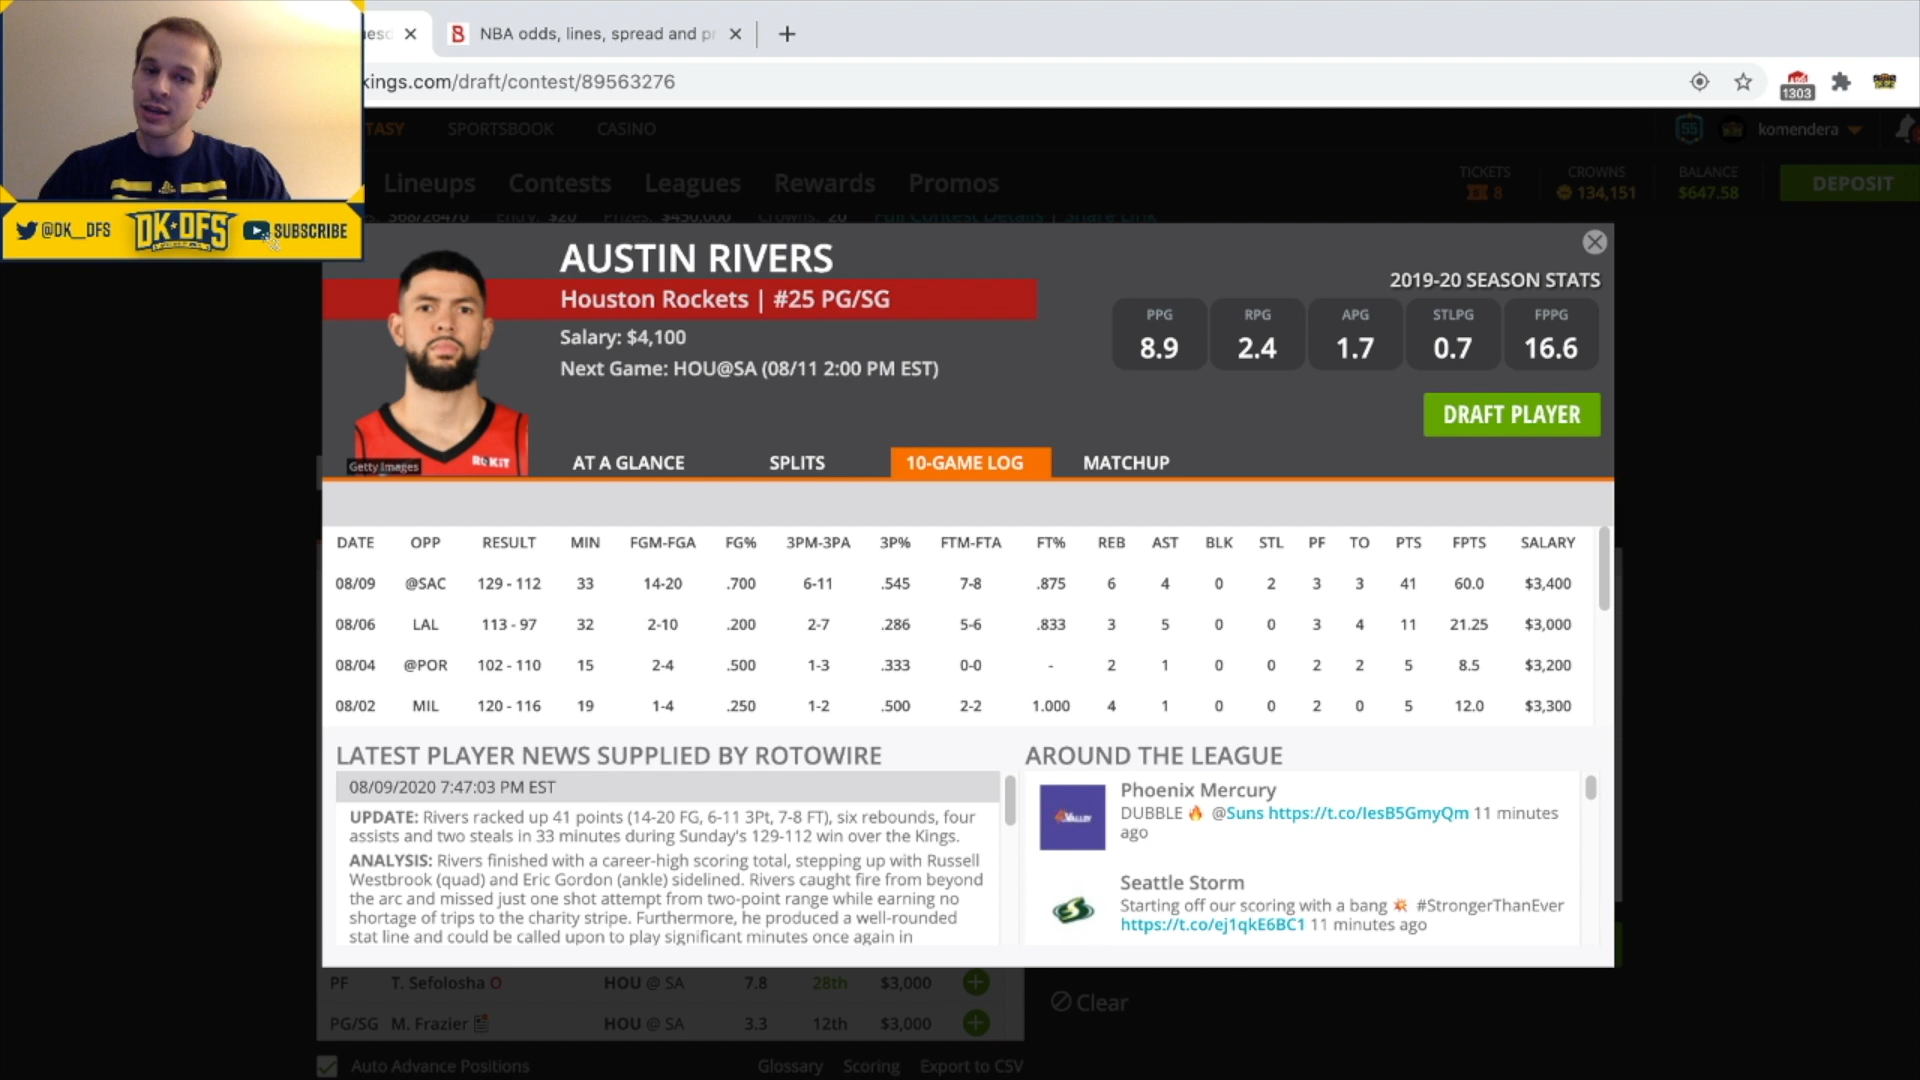 NBA odds, lines, spread and pr
kings.com/draft/contest/89563276
1303
TASY SPORTSBOOK CASINO
55 komendera
Lineups Contests Leagues Rewards Promos
TICKETS 8
CROWNS 134,151
BALANCE $647.58
DEPOSIT
Entry: $20 Prizes: $450,000 Crowns: 20 Full Contest Details | Share Link
@DK__DFS DK DFS SUBSCRIBE
AUSTIN RIVERS
Houston Rockets | #25 PG/SG
Salary: $4,100
Next Game: HOU@SA (08/11 2:00 PM EST)
2019-20 SEASON STATS
PPG RPG APG STLPG FPPG
8.9 2.4 1.7 0.7 16.6
DRAFT PLAYER
Getty Images
AT A GLANCE SPLITS 10-GAME LOG MATCHUP
DATE OPP RESULT MIN FGM-FGA FG% 3PM-3PA 3P% FTM-FTA FT% REB AST BLK STL PF TO PTS FPTS SALARY
08/09 @SAC 129 - 112 33 14-20 .700 6-11 .545 7-8 .875 6 4 0 2 3 3 41 60.0 $3,400
08/06 LAL 113 - 97 32 2-10 .200 2-7 .286 5-6 .833 3 5 0 0 3 4 11 21.25 $3,000
08/04 @POR 102 - 110 15 2-4 .500 1-3 .333 0-0 - 2 1 0 0 2 2 5 8.5 $3,200
08/02 MIL 120 - 116 19 1-4 .250 1-2 .500 2-2 1.000 4 1 0 0 2 0 5 12.0 $3,300
LATEST PLAYER NEWS SUPPLIED BY ROTOWIRE
08/09/2020 7:47:03 PM EST
UPDATE: Rivers racked up 41 points (14-20 FG, 6-11 3Pt, 7-8 FT), six rebounds, four
assists and two steals in 33 minutes during Sunday's 129-112 win over the Kings.
ANALYSIS: Rivers finished with a career-high scoring total, stepping up with Russell
Westbrook (quad) and Eric Gordon (ankle) sidelined. Rivers caught fire from beyond
the arc and missed just one shot attempt from two-point range while earning no
shortage of trips to the charity stripe. Furthermore, he produced a well-rounded
stat line and could be called upon to play significant minutes once again in
AROUND THE LEAGUE
Phoenix Mercury
DUBBLE 🔥 @Suns https://t.co/IesB5GmyQm 11 minutes
ago
Seattle Storm
Starting off our scoring with a bang 💥 #StrongerThanEver
https://t.co/ej1qkE6BC1 11 minutes ago
PF T. Sefolosha O HOU @ SA 7.8 28th $3,000
PG/SG M. Frazier HOU @ SA 3.3 12th $3,000
Clear
Auto Advance Positions Glossary Scoring Export to CSV